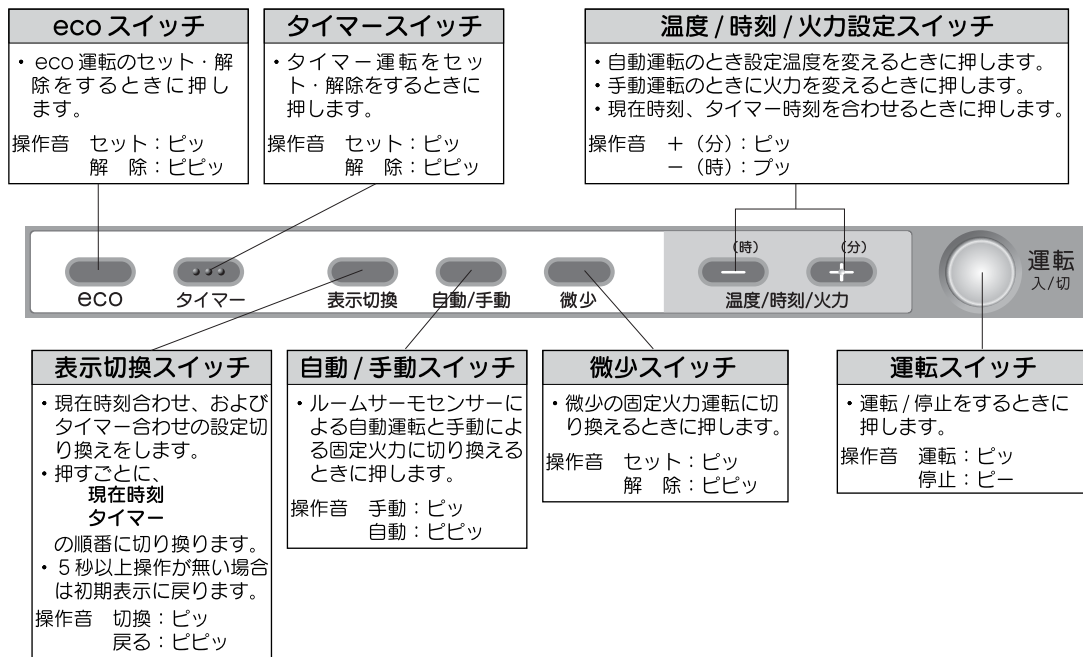 eco スイッチ
・eco 運転のセット・解
除をするときに押し
ます。
操作音 セット：ピッ
解 除：ピピッ
タイマースイッチ
・タイマー運転をセッ
ト・解除をするときに
押します。
操作音 セット：ピッ
解 除：ピピッ
温度 / 時刻 / 火力設定スイッチ
・自動運転のとき設定温度を変えるときに押します。
・手動運転のときに火力を変えるときに押します。
・現在時刻、タイマー時刻を合わせるときに押します。
操作音 ＋（分）：ピッ
－（時）：プッ
eco
タイマー
表示切換
自動/手動
微少
（時）
（分）
－
＋
温度/時刻/火力
運転
入/切
表示切換スイッチ
・現在時刻合わせ、および
タイマー合わせの設定切
り換えをします。
・押すごとに、
現在時刻
タイマー
の順番に切り換ります。
・5 秒以上操作が無い場合
は初期表示に戻ります。
操作音 切換：ピッ
戻る：ピピッ
自動 / 手動スイッチ
・ルームサーモセンサーに
よる自動運転と手動によ
る固定火力に切り換える
ときに押します。
操作音 手動：ピッ
自動：ピピッ
微少スイッチ
・微少の固定火力運転に切
り換えるときに押します。
操作音 セット：ピッ
解 除：ピピッ
運転スイッチ
・運転 / 停止をするときに
押します。
操作音 運転：ピッ
停止：ピー